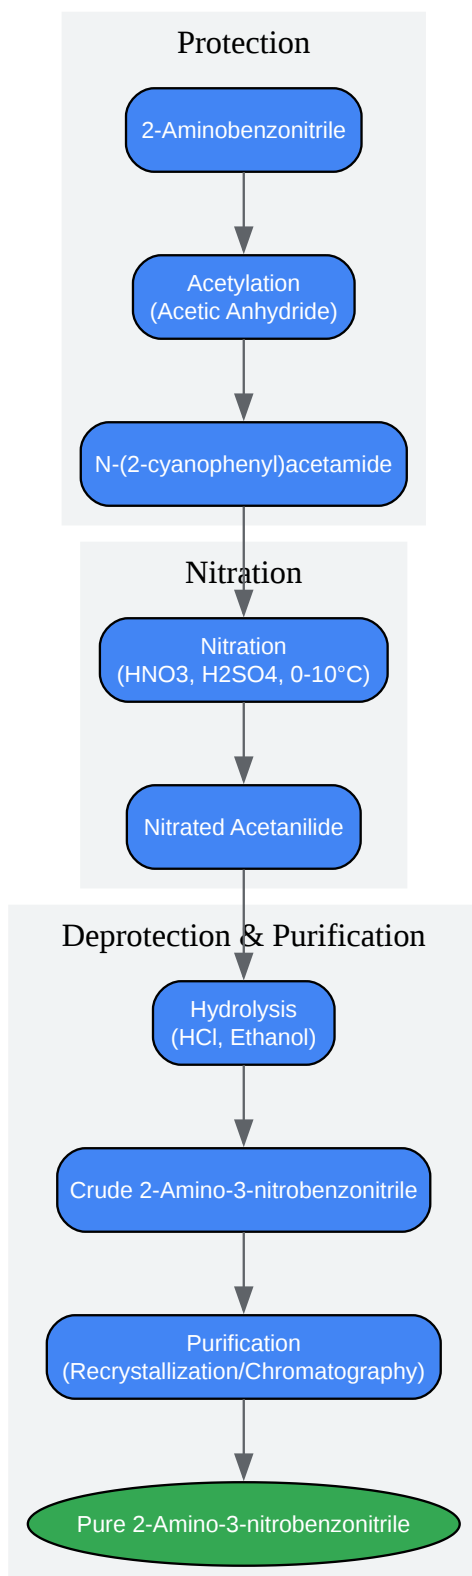 Protection
2-Aminobenzonitrile
Acetylation
(Acetic Anhydride)
N-(2-cyanophenyl)acetamide
Nitration
Nitration
(HNO3, H2SO4, 0-10°C)
Nitrated Acetanilide
Deprotection & Purification
Hydrolysis
(HCl, Ethanol)
Crude 2-Amino-3-nitrobenzonitrile
Purification
(Recrystallization/Chromatography)
Pure 2-Amino-3-nitrobenzonitrile